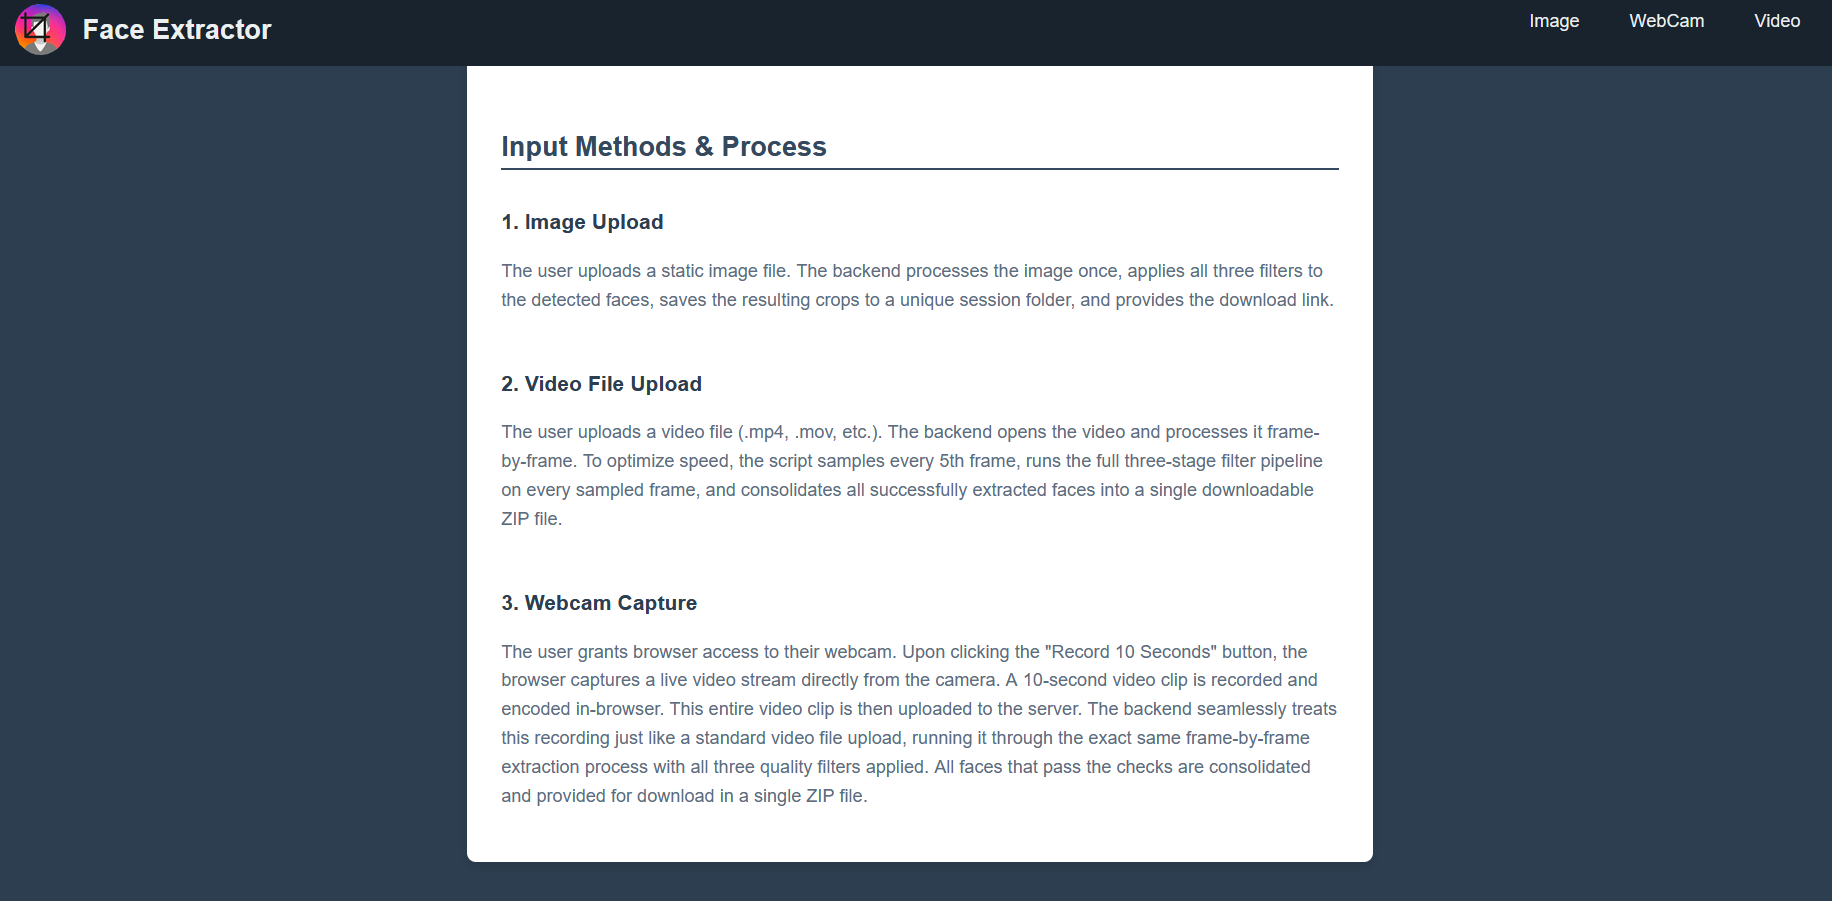 Face Extractor
Image
WebCam
Video
Input Methods & Process
1. Image Upload
The user uploads a static image file. The backend processes the image once, applies all three filters to
the detected faces, saves the resulting crops to a unique session folder, and provides the download link.
2. Video File Upload
The user uploads a video file (.mp4, .mov, etc.). The backend opens the video and processes it frame-
by-frame. To optimize speed, the script samples every 5th frame, runs the full three-stage filter pipeline
on every sampled frame, and consolidates all successfully extracted faces into a single downloadable
ZIP file.
3. Webcam Capture
The user grants browser access to their webcam. Upon clicking the "Record 10 Seconds" button, the
browser captures a live video stream directly from the camera. A 10-second video clip is recorded and
encoded in-browser. This entire video clip is then uploaded to the server. The backend seamlessly treats
this recording just like a standard video file upload, running it through the exact same frame-by-frame
extraction process with all three quality filters applied. All faces that pass the checks are consolidated
and provided for download in a single ZIP file.